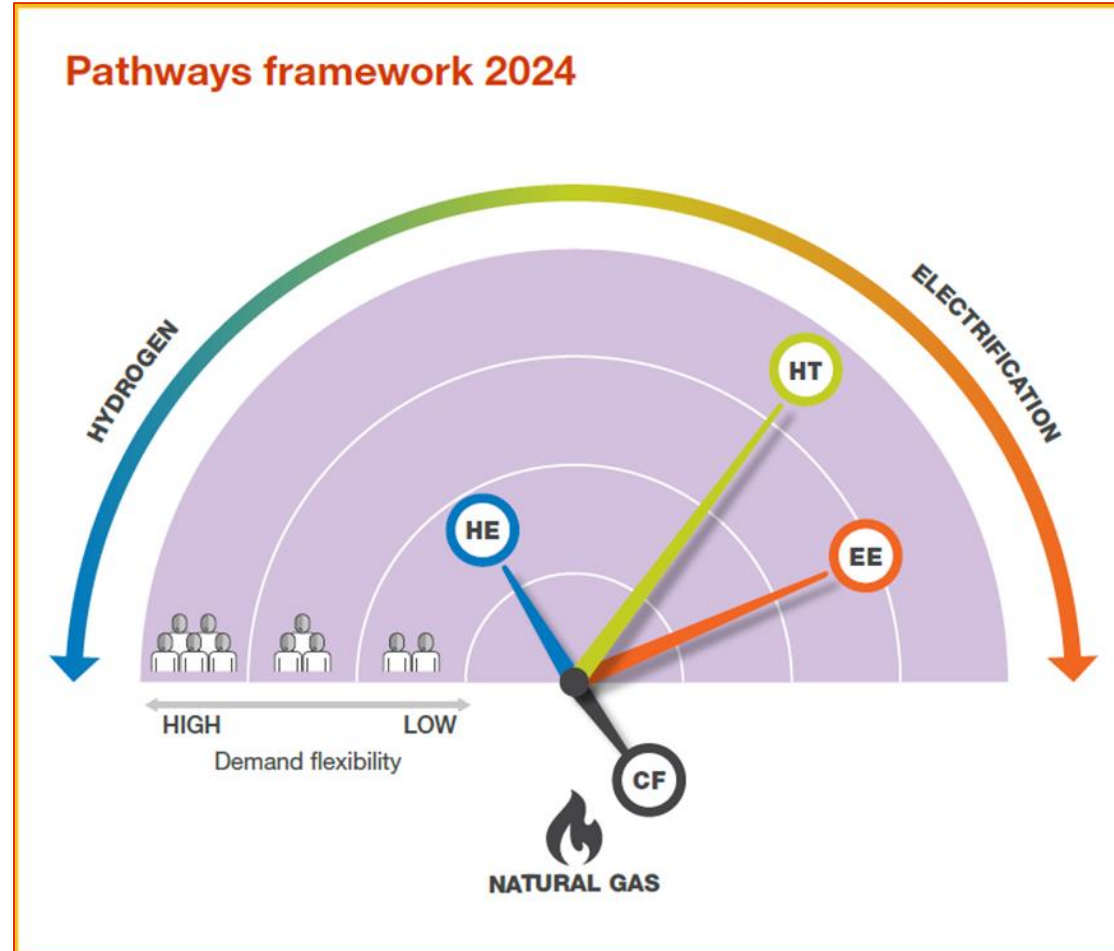 Pathways framework 2024
HYDROGEN
ELECTRIFICATION
HT
HE
EE
HIGH
LOW
Demand flexibility
CF
NATURAL GAS